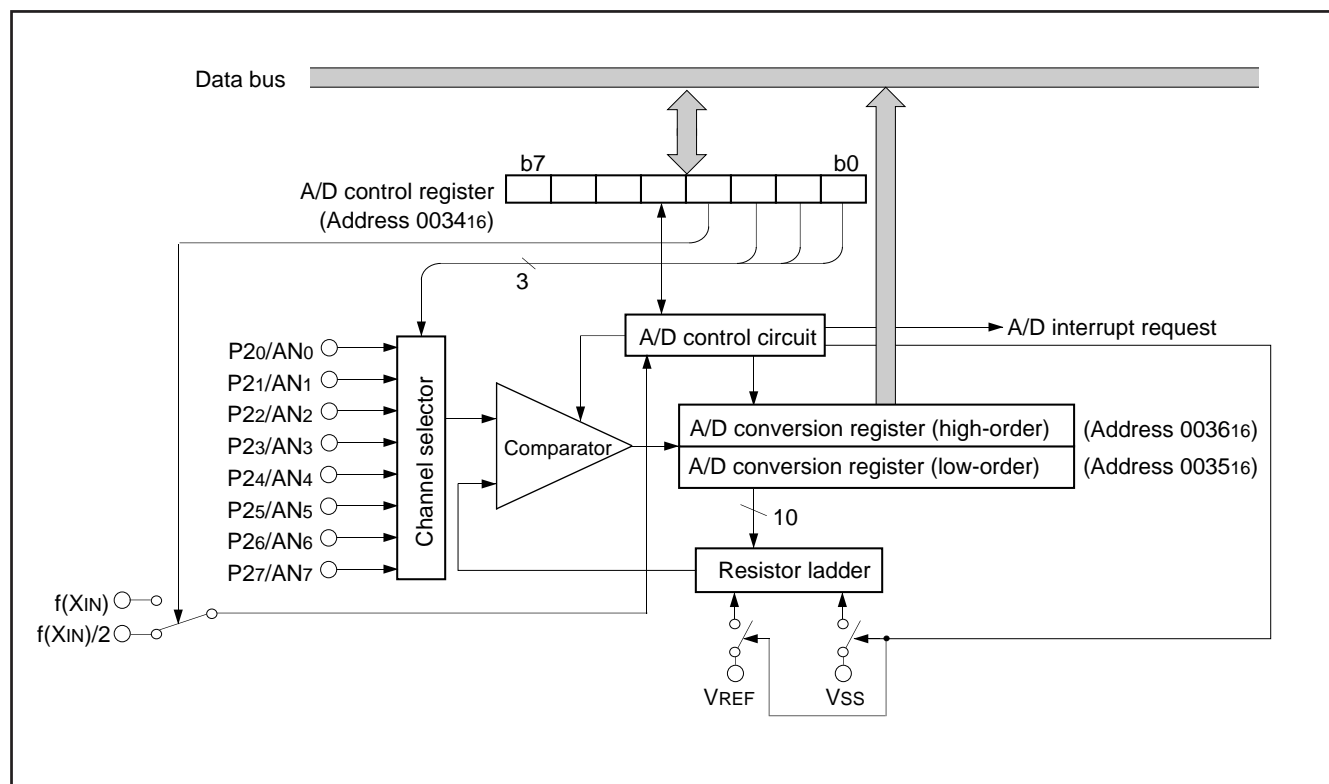 Data bus
b7
b0
A/D control register
(Address 003416)
3
A/D control circuit
A/D interrupt request
P20/AN0
P21/AN1
P22/AN2
P23/AN3
P24/AN4
P25/AN5
P26/AN6
P27/AN7
Channel selector
Comparator
A/D conversion register (high-order)
(Address 003616)
A/D conversion register (low-order)
(Address 003516)
10
Resistor ladder
f(XIN)
f(XIN)/2
VREF
VSS